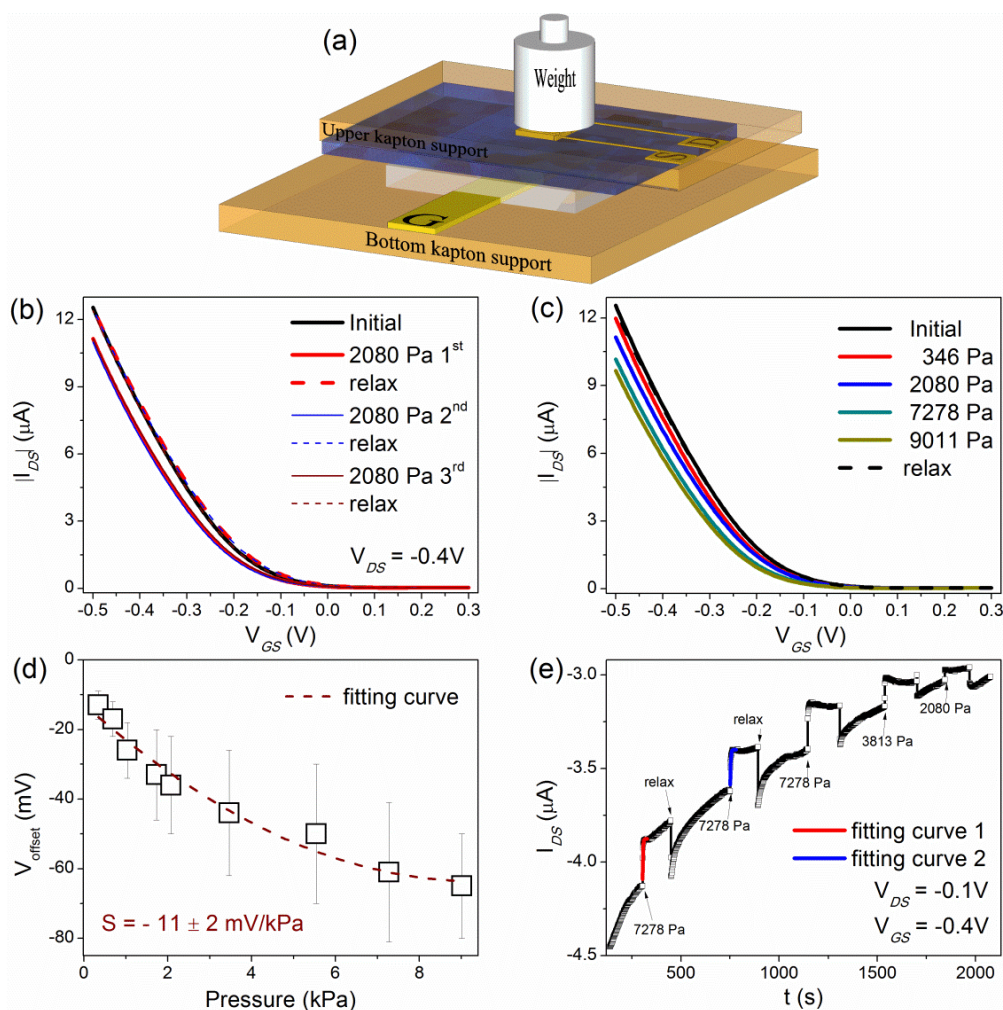 (a)
Weight
Upper kapton support
S
D
G
Bottom kapton support
(b)
12
9
6
3
0
|I_DS| (μA)
-0.5 -0.4 -0.3 -0.2 -0.1 0.0 0.1 0.2 0.3
V_GS (V)
Initial
2080 Pa 1st
relax
2080 Pa 2nd
relax
2080 Pa 3rd
relax
V_DS = -0.4V
(c)
12
9
6
3
0
|I_DS| (μA)
-0.5 -0.4 -0.3 -0.2 -0.1 0.0 0.1 0.2 0.3
V_GS (V)
Initial
346 Pa
2080 Pa
7278 Pa
9011 Pa
relax
(d)
0
-20
-40
-60
-80
V_offset (mV)
0 2 4 6 8
Pressure (kPa)
fitting curve
S = - 11 ± 2 mV/kPa
(e)
-3.0
-3.5
-4.0
-4.5
I_DS (μA)
500 1000 1500 2000
t (s)
relax
relax
7278 Pa
7278 Pa
7278 Pa
3813 Pa
2080 Pa
fitting curve 1
fitting curve 2
V_DS = -0.1V
V_GS = -0.4V